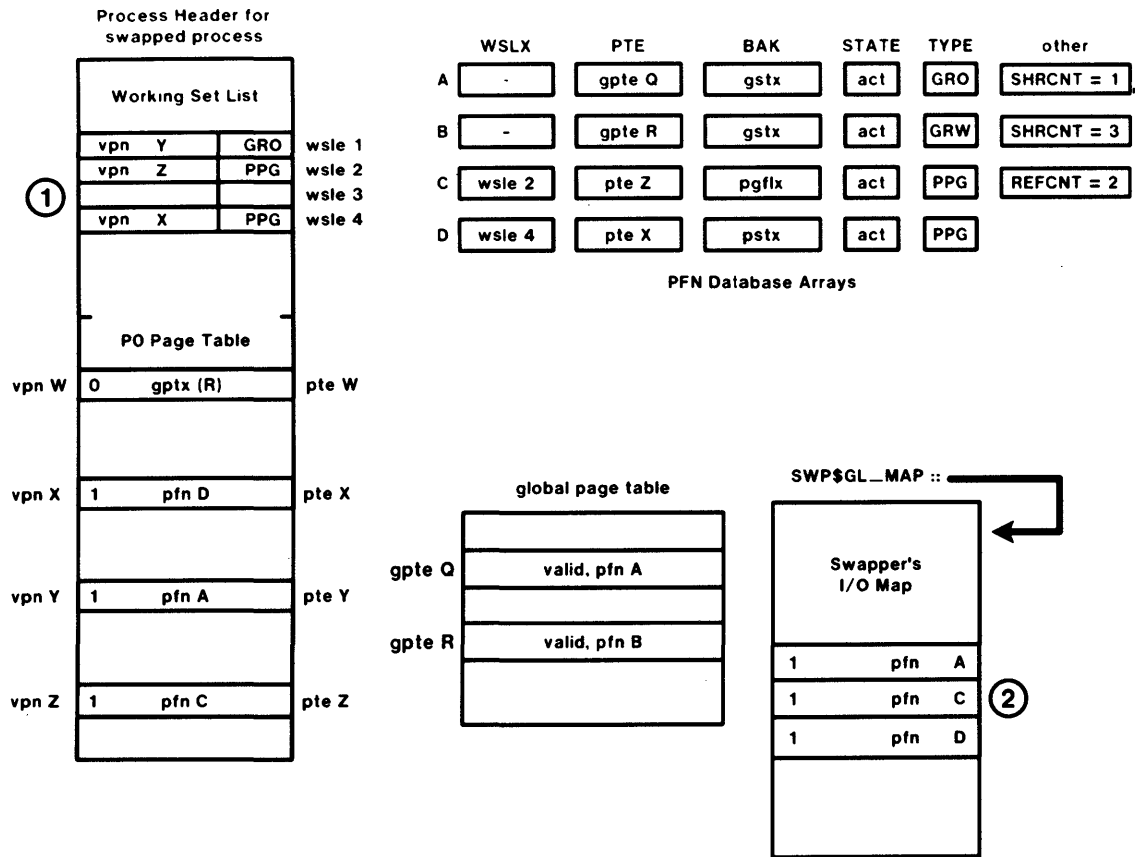 Process Header for
swapped process
Working Set List
vpn Y GRO wsle 1
vpn Z PPG wsle 2
1 wsle 3
vpn X PPG wsle 4
P0 Page Table
vpn W 0 gptx (R) pte W
vpn X 1 pfn D pte X
vpn Y 1 pfn A pte Y
vpn Z 1 pfn C pte Z
WSLX PTE BAK STATE TYPE other
A - gpte Q gstx act GRO SHRCNT = 1
B - gpte R gstx act GRW SHRCNT = 3
C wsle 2 pte Z pgflx act PPG REFCNT = 2
D wsle 4 pte X pstx act PPG
PFN Database Arrays
global page table
gpte Q valid, pfn A
gpte R valid, pfn B
SWP$GL_MAP ::
Swapper's
I/O Map
1 pfn A
1 pfn C 2
1 pfn D